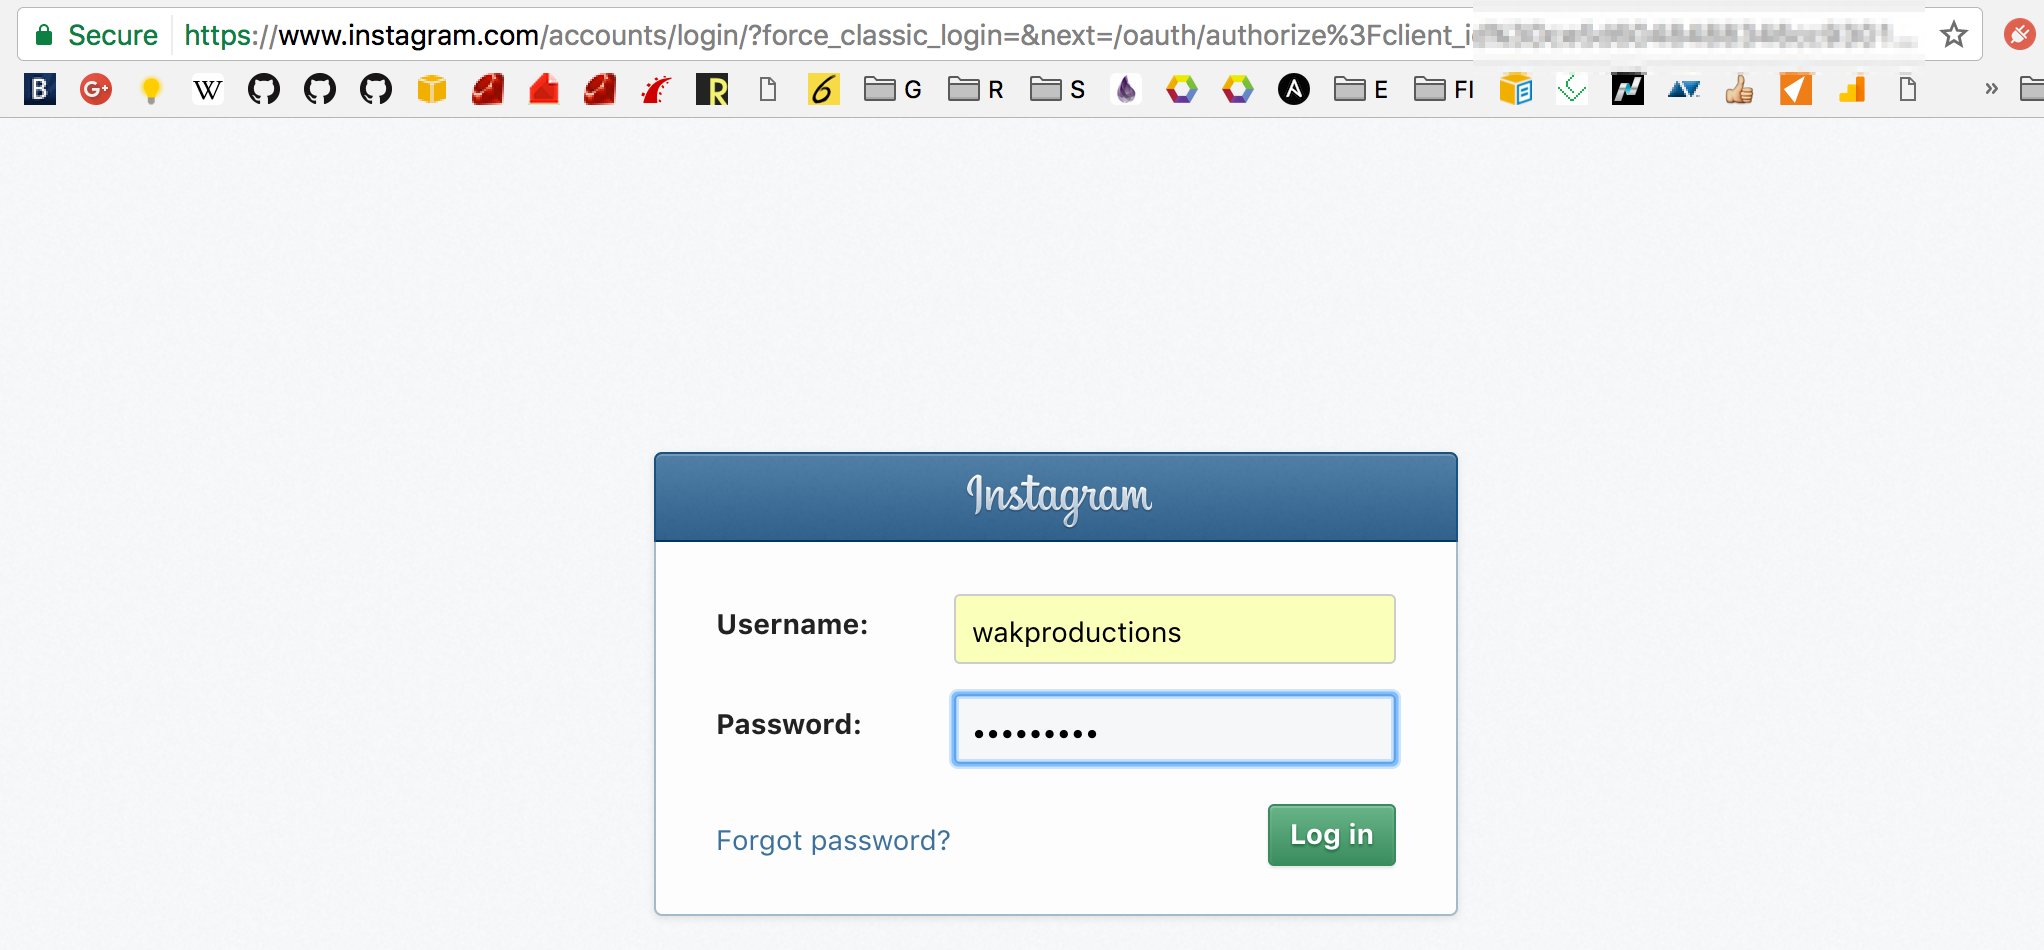 Secure https://www.instagram.com/accounts/login/?force_classic_login=&next=/oauth/authorize%3Fclient_i
B G+ W R 6 G R S A E FI N »
Instagram
Username: wakproductions
Password: •••••••••
Forgot password? Log in